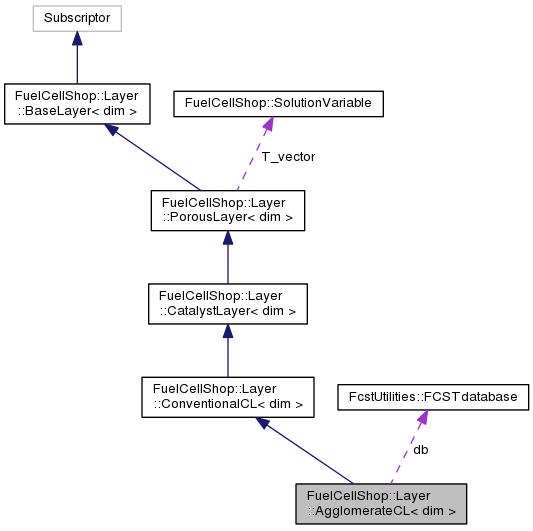 Subscriptor
FuelCellShop::Layer
::BaseLayer< dim >
FuelCellShop::SolutionVariable
T_vector
FuelCellShop::Layer
::PorousLayer< dim >
FuelCellShop::Layer
::CatalystLayer< dim >
FuelCellShop::Layer
::ConventionalCL< dim >
FcstUtilities::FCSTdatabase
db
FuelCellShop::Layer
::AgglomerateCL< dim >